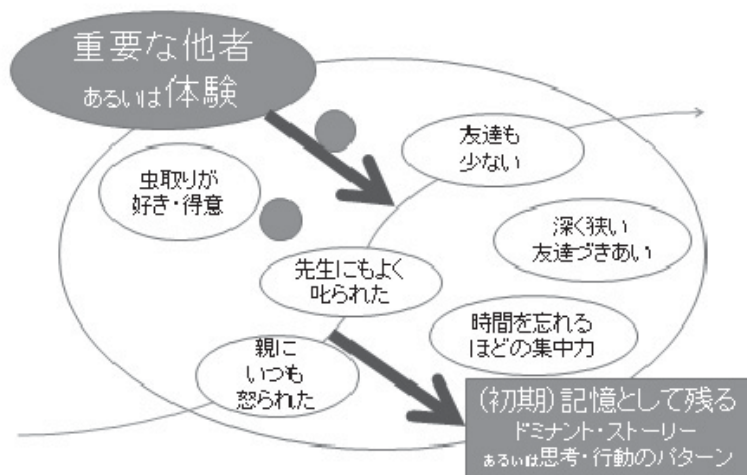 重要な他者
あるいは体験
友達も
少ない
虫取りが
好き・得意
深く狭い
友達づきあい
先生にもよく
叱られた
時間を忘れる
ほどの集中力
親に
いつも
怒られた
(初期)記憶として残る
ドミナント・ストーリー
あるいは思考・行動のパターン